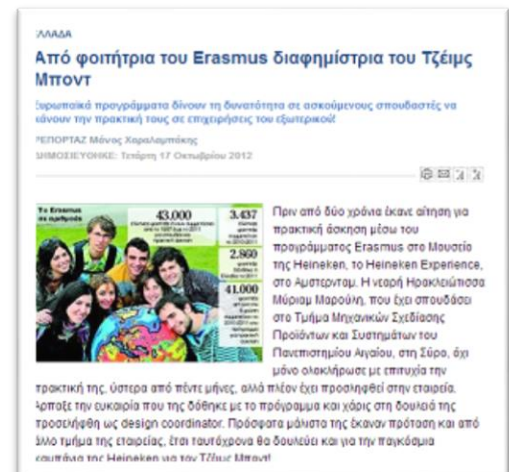 ΕΛΛΑΔΑ
Από φοιτήτρια του Erasmus διαφημίστρια του Τζέιμς
Μποντ
Ευρωπαϊκά προγράμματα δίνουν τη δυνατότητα σε ασκούμενους σπουδαστές να
κάνουν την πρακτική τους σε επιχειρήσεις του εξωτερικού!
ΡΕΠΟΡΤΑΖ Μάνος Χαραλαμπάκης
ΔΗΜΟΣΙΕΥΘΗΚΕ: Τετάρτη 17 Οκτωβρίου 2012
Το Erasmus
σε αριθμούς
43.000
3.437
2.860
41.000
Πριν από δύο χρόνια έκανε αίτηση για
πρακτική άσκηση μέσω του
προγράμματος Erasmus στο Μουσείο
της Heineken, το Heineken Experience,
στο Αμστερνταμ. Η νεαρή Ηρακλειώτισσα
Μύριαμ Μαρούλη, που έχει σπουδάσει
στο Τμήμα Μηχανικών Σχεδίασης
Προϊόντων και Συστημάτων του
Πανεπιστημίου Αιγαίου, στη Σύρο, όχι
μόνο ολοκλήρωσε με επιτυχία την
πρακτική της, ύστερα από πέντε μήνες, αλλά πλέον έχει προσληφθεί στην εταιρεία.
Αρπαξε την ευκαιρία που της δόθηκε με το πρόγραμμα και χάρις στη δουλειά της
προσελήφθη ως design coordinator. Πρόσφατα μάλιστα της έκαναν πρόταση και από
άλλο τμήμα της εταιρείας, έτσι ταυτόχρονα θα δουλεύει και για την παγκόσμια
καμπάνια της Heineken για τον Τζέιμς Μποντ!